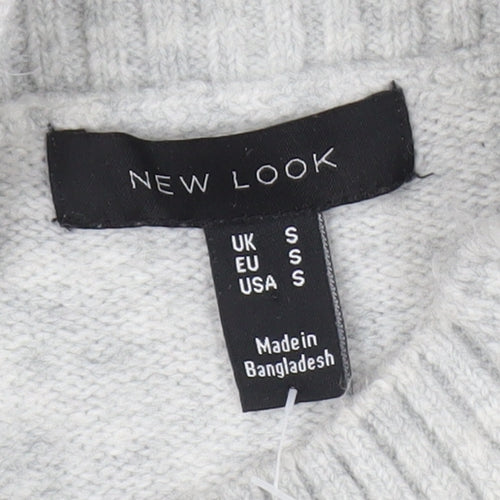 NEW LOOK
UK S
EU S
USA S
Made in
Bangladesh